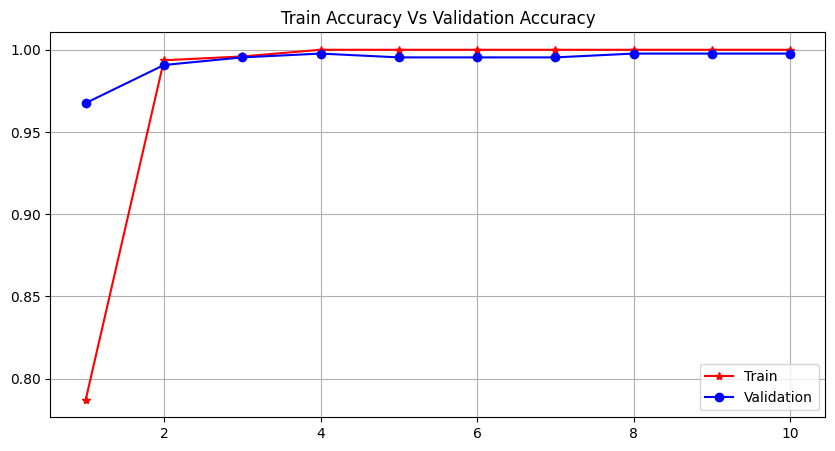 Train Accuracy Vs Validation Accuracy
1.00
0.95
0.90
0.85
0.80
Train
Validation
2 4 6 8 10